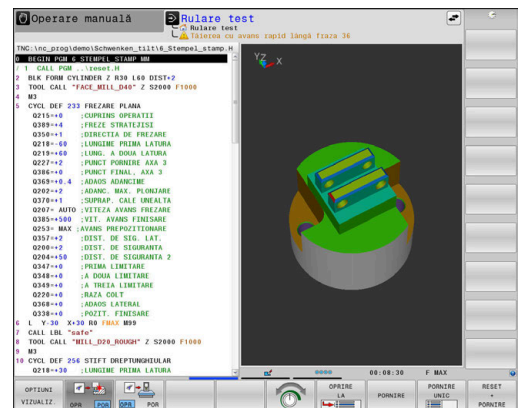 Operare manuală
Rulare test
Rulare test
Tăierea cu avans rapid lângă fraza 36
TNC:\nc_prog\demo\Schwenken_tilt\6_Stempel_stamp.H
0 BEGIN PGM 6_STEMPEL_STAMP MM
/ 1 CALL PGM ..\reset.H
2 BLK FORM CYLINDER Z R30 L60 DIST+2
3 TOOL CALL "FACE_MILL_D40" Z S2000 F1000
4 M3
5 CYCL DEF 233 FREZARE PLANA
Q215=+0 ;CUPRINS OPERATII
Q389=+4 ;FREZE STRATEJISI
Q350=+1 ;DIRECTIA DE FREZARE
Q218=-60 ;LUNGIME PRIMA LATURA
Q219=+60 ;LUNG. A DOUA LATURA
Q227=+2 ;PUNCT PORNIRE AXA 3
Q386=+0 ;PUNCT FINAL, AXA 3
Q369=+0.4 ;ADAOS ADANCIME
Q202=+2 ;ADANC. MAX. PLONJARE
Q370=+1 ;SUPRAP. CALE UNEALTA
Q207= AUTO ;VITEZA AVANS FREZARE
Q385=+500 ;VIT. AVANS FINISARE
Q253= MAX ;AVANS PREPOZITIONARE
Q357=+2 ;DIST. DE SIG. LAT.
Q200=+2 ;DIST. DE SIGURANTA
Q204=+50 ;DIST. DE SIGURANTA 2
Q347=+0 ;PRIMA LIMITARE
Q348=+0 ;A DOUA LIMITARE
Q349=+0 ;A TREIA LIMITARE
Q220=+0 ;RAZA COLT
Q368=+0 ;ADAOS LATERAL
Q338=+0 ;POZIT. FINISARE
6 L Y-30 X+30 R0 FMAX M99
7 CALL LBL "safe"
8 TOOL CALL "MILL_D20_ROUGH" Z S2000 F1000
9 M3
10 CYCL DEF 256 STIFT DREPTUNGHIULAR
Q218=+30 ;LUNGIME PRIMA LATURA
Y Z X
0000 00:08:30 F MAX
OPTIUNI
VIZUALIZ.
OPR POR
OPR POR
OPRIRE
LA
PORNIRE
PORNIRE
UNIC
RESET
+
PORNIRE